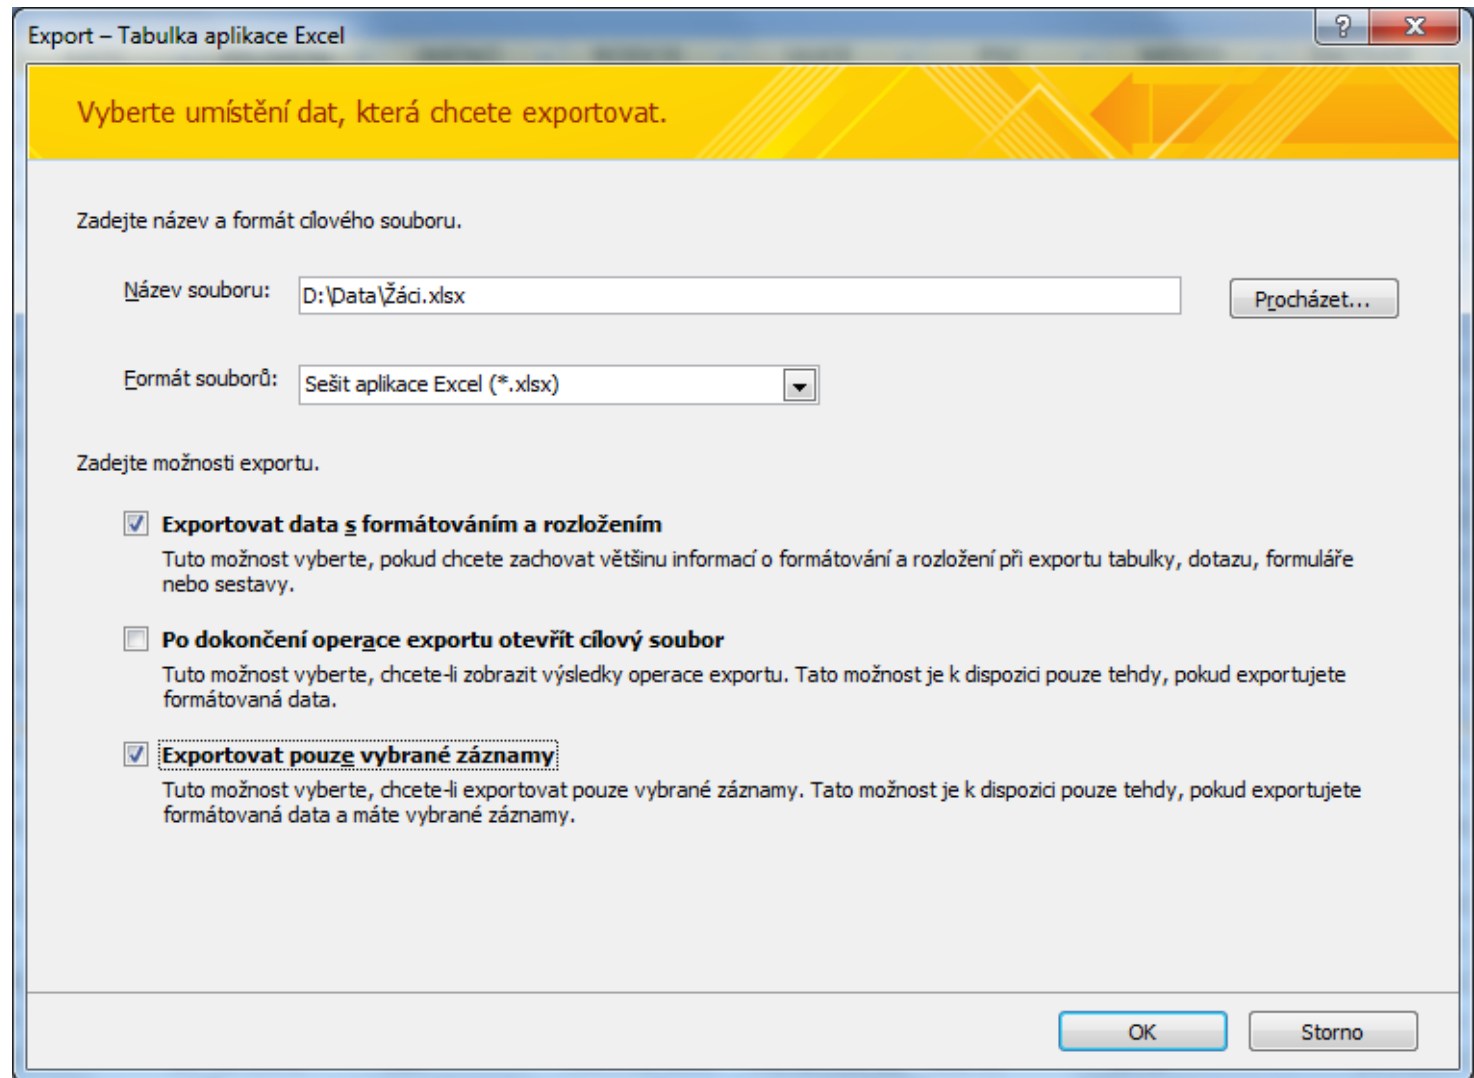 Export – Tabulka aplikace Excel
Vyberte umístění dat, která chcete exportovat.
Zadejte název a formát cílového souboru.
Název souboru: D:\Data\Žáci.xlsx Procházet...
Formát souborů: Sešit aplikace Excel (*.xlsx)
Zadejte možnosti exportu.
Exportovat data s formátováním a rozložením
Tuto možnost vyberte, pokud chcete zachovat většinu informací o formátování a rozložení při exportu tabulky, dotazu, formuláře
nebo sestavy.
Po dokončení operace exportu otevřít cílový soubor
Tuto možnost vyberte, chcete-li zobrazit výsledky operace exportu. Tato možnost je k dispozici pouze tehdy, pokud exportujete
formátovaná data.
Exportovat pouze vybrané záznamy
Tuto možnost vyberte, chcete-li exportovat pouze vybrané záznamy. Tato možnost je k dispozici pouze tehdy, pokud exportujete
formátovaná data a máte vybrané záznamy.
OK Storno